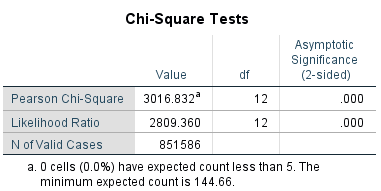 Chi-Square Tests
Value df Asymptotic Significance (2-sided)
Pearson Chi-Square 3016.832a 12 .000
Likelihood Ratio 2809.360 12 .000
N of Valid Cases 851586
a. 0 cells (0.0%) have expected count less than 5. The
minimum expected count is 144.66.